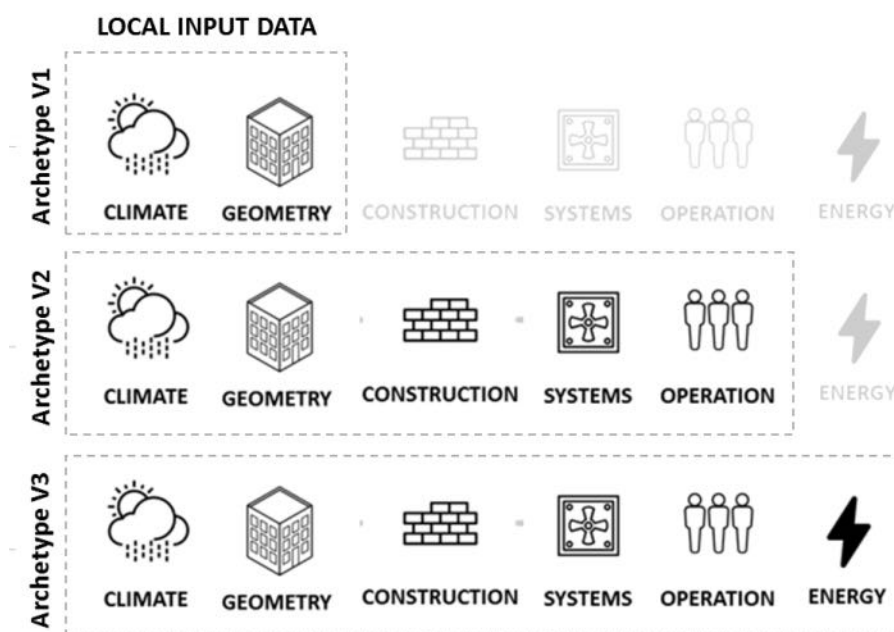 LOCAL INPUT DATA
Archetype V1
CLIMATE GEOMETRY CONSTRUCTION SYSTEMS OPERATION ENERGY
Archetype V2
CLIMATE GEOMETRY CONSTRUCTION SYSTEMS OPERATION ENERGY
Archetype V3
CLIMATE GEOMETRY CONSTRUCTION SYSTEMS OPERATION ENERGY